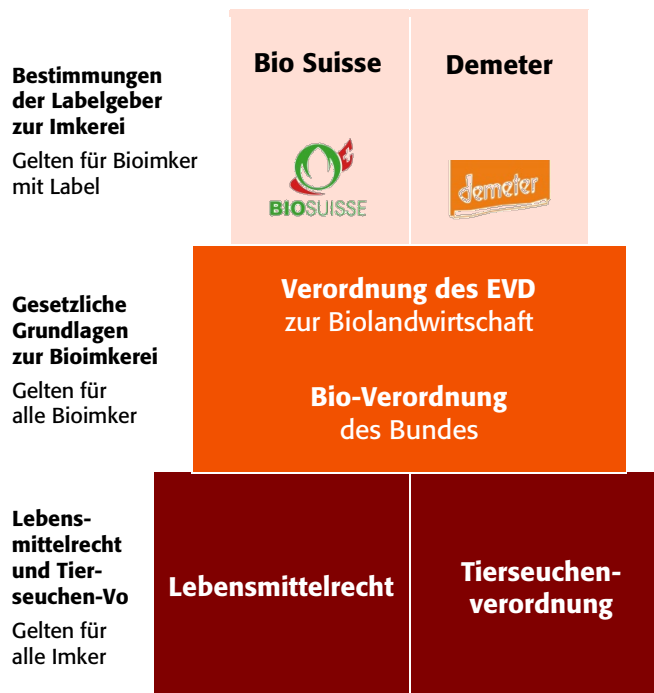 Bestimmungen
der Labelgeber
zur Imkerei
Gelten für Bioimker
mit Label
Bio Suisse
BIOSUISSE
Demeter
demeter
Gesetzliche
Grundlagen
zur Bioimkerei
Gelten für
alle Bioimker
Verordnung des EVD
zur Biolandwirtschaft
Bio-Verordnung
des Bundes
Lebens-
mittelrecht
und Tier-
seuchen-Vo
Gelten für
alle Imker
Lebensmittelrecht
Tierseuchen-
verordnung